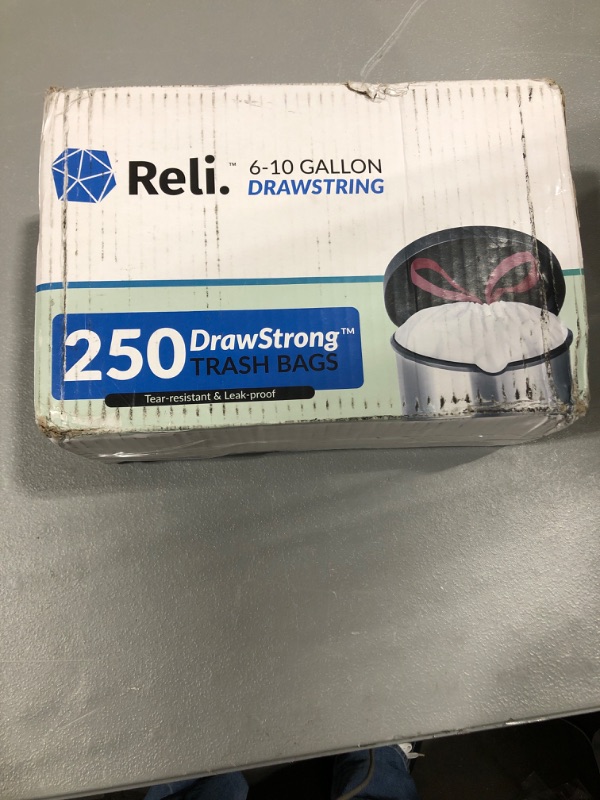 Reli.™
6-10 GALLON
DRAWSTRING
250 DrawStrong™
TRASH BAGS
Tear-resistant & Leak-proof